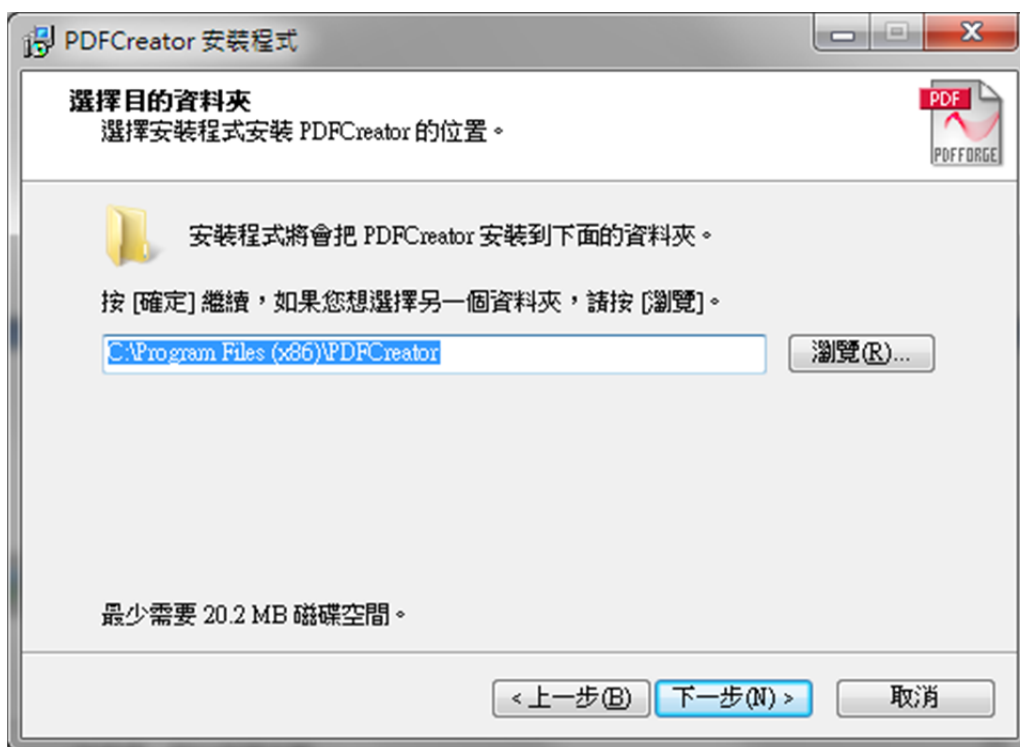 PDFCreator 安裝程式
選擇目的資料夾
選擇安裝程式安裝 PDFCreator 的位置。
PDF
PDFFORGE
安裝程式將會把 PDFCreator 安裝到下面的資料夾。
按 [確定] 繼續，如果您想選擇另一個資料夾，請按 [瀏覽]。
C:\Program Files (x86)\PDFCreator
瀏覽(R)...
最少需要 20.2 MB 磁碟空間。
<上一步(B)
下一步(N) >
取消